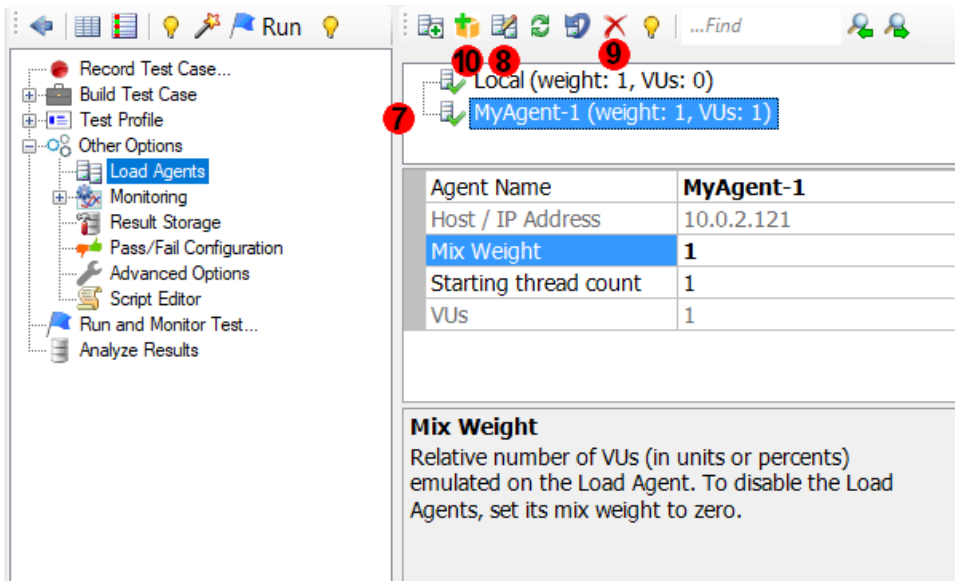 Run
...Find
10 8 9
Record Test Case...
Build Test Case
Test Profile
Other Options
Load Agents
Monitoring
Result Storage
Pass/Fail Configuration
Advanced Options
Script Editor
Run and Monitor Test...
Analyze Results
Local (weight: 1, VUs: 0)
7 MyAgent-1 (weight: 1, VUs: 1)
Agent Name MyAgent-1
Host / IP Address 10.0.2.121
Mix Weight 1
Starting thread count 1
VUs 1
Mix Weight
Relative number of VUs (in units or percents)
emulated on the Load Agent. To disable the Load
Agents, set its mix weight to zero.